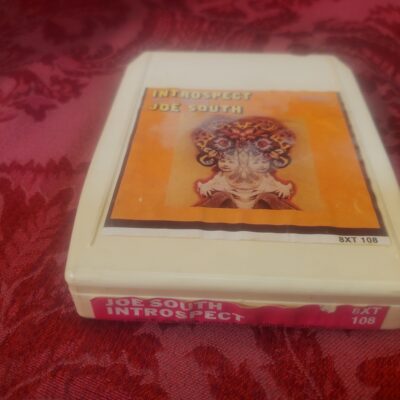 INTROSPECT
JOE SOUTH
8XT 108
JOE SOUTH
INTROSPECT
8XT
108